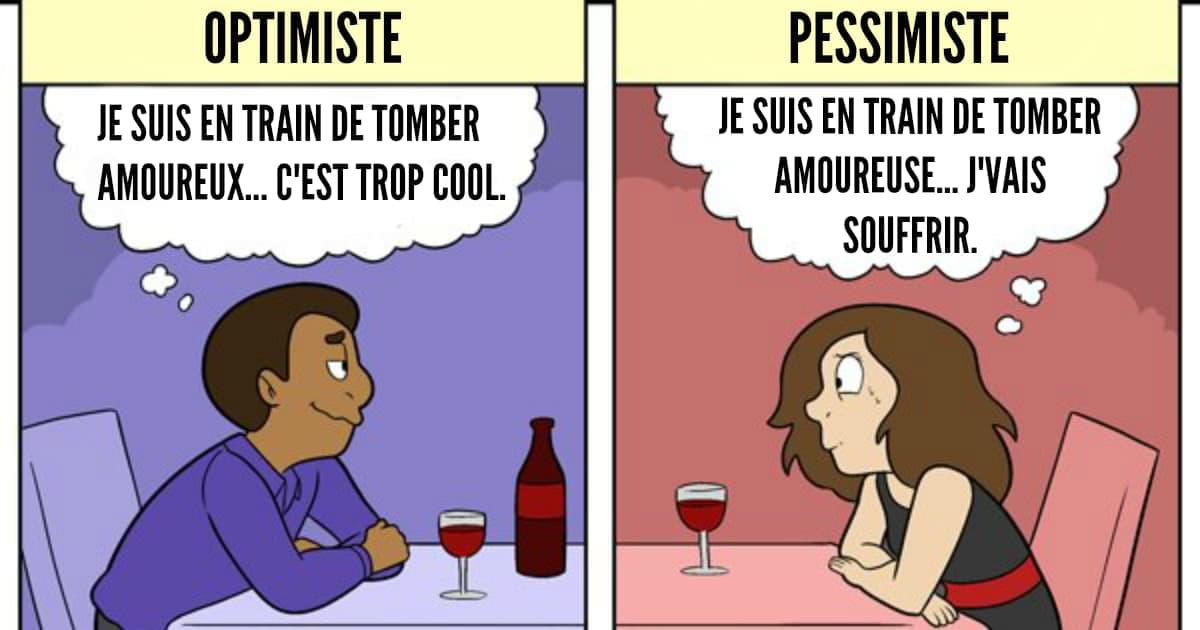 OPTIMISTE
JE SUIS EN TRAIN DE TOMBER
AMOUREUX... C'EST TROP COOL.
PESSIMISTE
JE SUIS EN TRAIN DE TOMBER
AMOUREUSE... J'VAIS
SOUFFRIR.